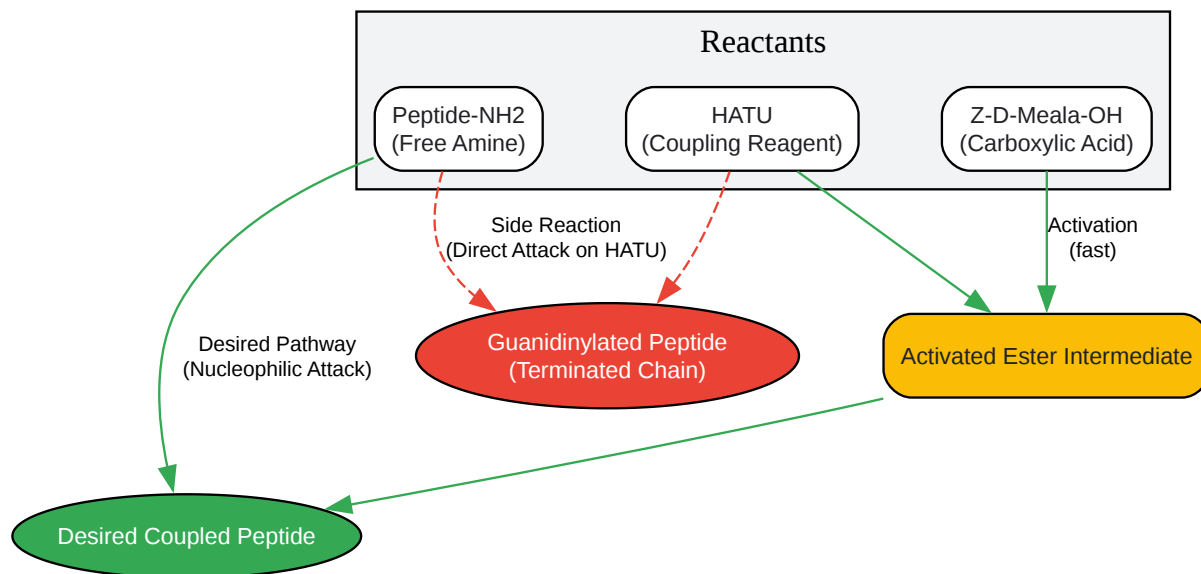 Reactants
Peptide-NH2
(Free Amine)
HATU
(Coupling Reagent)
Z-D-Meala-OH
(Carboxylic Acid)
Side Reaction
(Direct Attack on HATU)
Activation
(fast)
Desired Pathway
(Nucleophilic Attack)
Guanidinylated Peptide
(Terminated Chain)
Activated Ester Intermediate
Desired Coupled Peptide